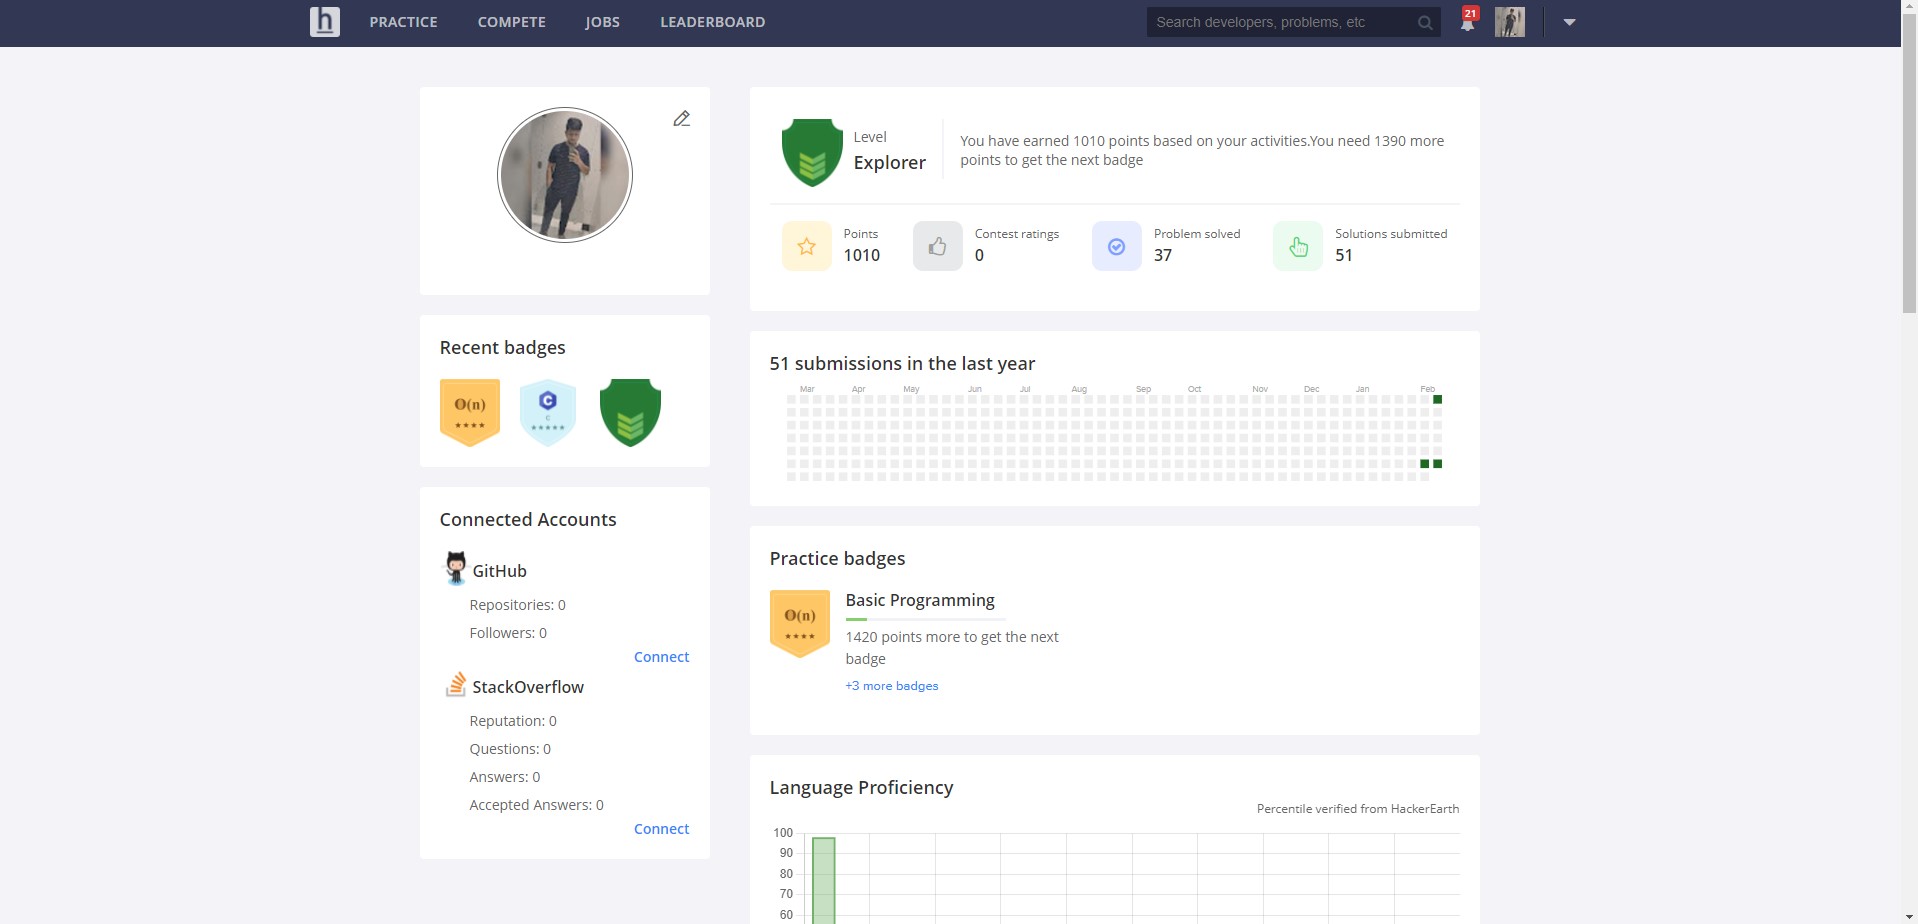 h PRACTICE COMPETE JOBS LEADERBOARD Search developers, problems, etc 21
Level
Explorer
You have earned 1010 points based on your activities.You need 1390 more
points to get the next badge
Points
1010
Contest ratings
0
Problem solved
37
Solutions submitted
51
Recent badges
O(n)
C
C
Connected Accounts
GitHub
Repositories: 0
Followers: 0
Connect
StackOverflow
Reputation: 0
Questions: 0
Answers: 0
Accepted Answers: 0
Connect
51 submissions in the last year
Mar Apr May Jun Jul Aug Sep Oct Nov Dec Jan Feb
Practice badges
O(n)
Basic Programming
1420 points more to get the next
badge
+3 more badges
Language Proficiency
Percentile verified from HackerEarth
100
90
80
70
60